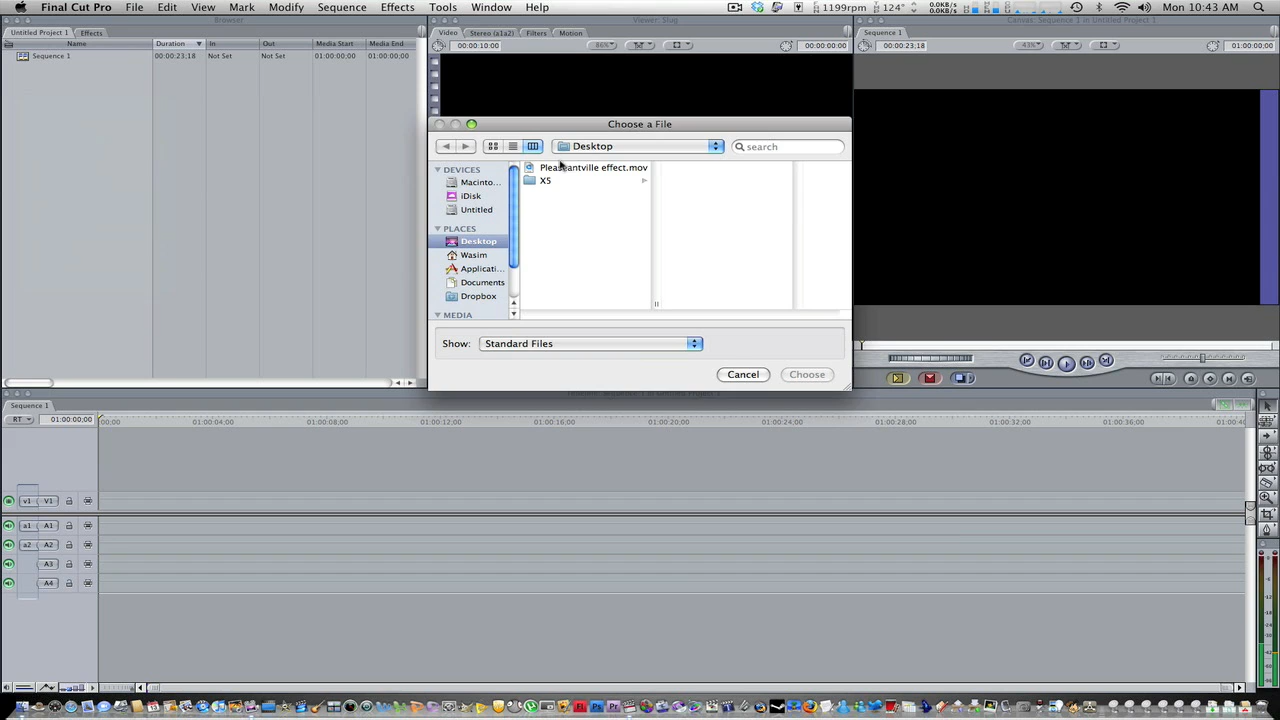 Final Cut Pro File Edit View Mark Modify Sequence Effects Tools Window Help 1199rpm 124° 0.0KB/s 0.0KB/s Mon 10:43 AM
Browser
Viewer: Slug
Canvas: Sequence 1 in Untitled Project 1
Untitled Project 1 Effects
Video Stereo (a1a2) Filters Motion
Sequence 1
Name Duration In Out Media Start Media End
00:00:10:00 86% 00:00:00:00
00:00:23;18 43% 01:00:00;00
Sequence 1 00:00:23;18 Not Set Not Set 01:00:00;00 01:00:00;00
Choose a File
Desktop
search
DEVICES
Macinto...
iDisk
Untitled
PLACES
Desktop
Wasim
Applicati...
Documents
Dropbox
MEDIA
Pleasantville effect.mov
X5
Show: Standard Files
Cancel Choose
Sequence 1
RT 01:00:00;00
00;00 01:00:04;00 01:00:08;00 01:00:12;00 01:00:16;00 01:00:20;00 01:00:24;00 01:00:28;00 01:00:32;00 01:00:36;00 01:00:40
v1 V1
a1 A1
a2 A2
A3
A4